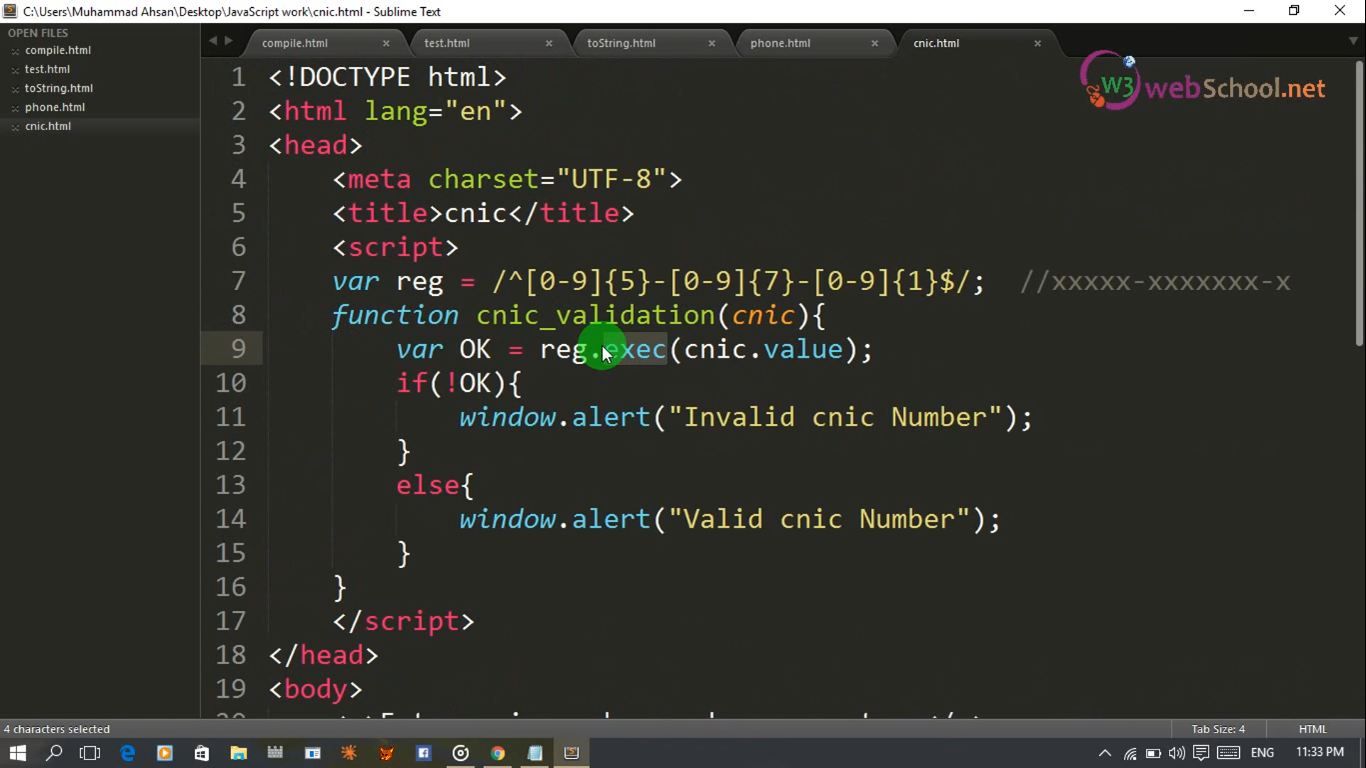 C:\Users\Muhammad Ahsan\Desktop\JavaScript work\cnic.html - Sublime Text
OPEN FILES
compile.html
test.html
toString.html
phone.html
cnic.html
compile.html test.html toString.html phone.html cnic.html
W3 webSchool.net
1 <!DOCTYPE html>
2 <html lang="en">
3 <head>
4 <meta charset="UTF-8">
5 <title>cnic</title>
6 <script>
7 var reg = /^[0-9]{5}-[0-9]{7}-[0-9]{1}$/; //xxxxx-xxxxxxx-x
8 function cnic_validation(cnic){
9 var OK = reg.exec(cnic.value);
10 if(!OK){
11 window.alert("Invalid cnic Number");
12 }
13 else{
14 window.alert("Valid cnic Number");
15 }
16 }
17 </script>
18 </head>
19 <body>
4 characters selected
Tab Size: 4
HTML
ENG
11:33 PM